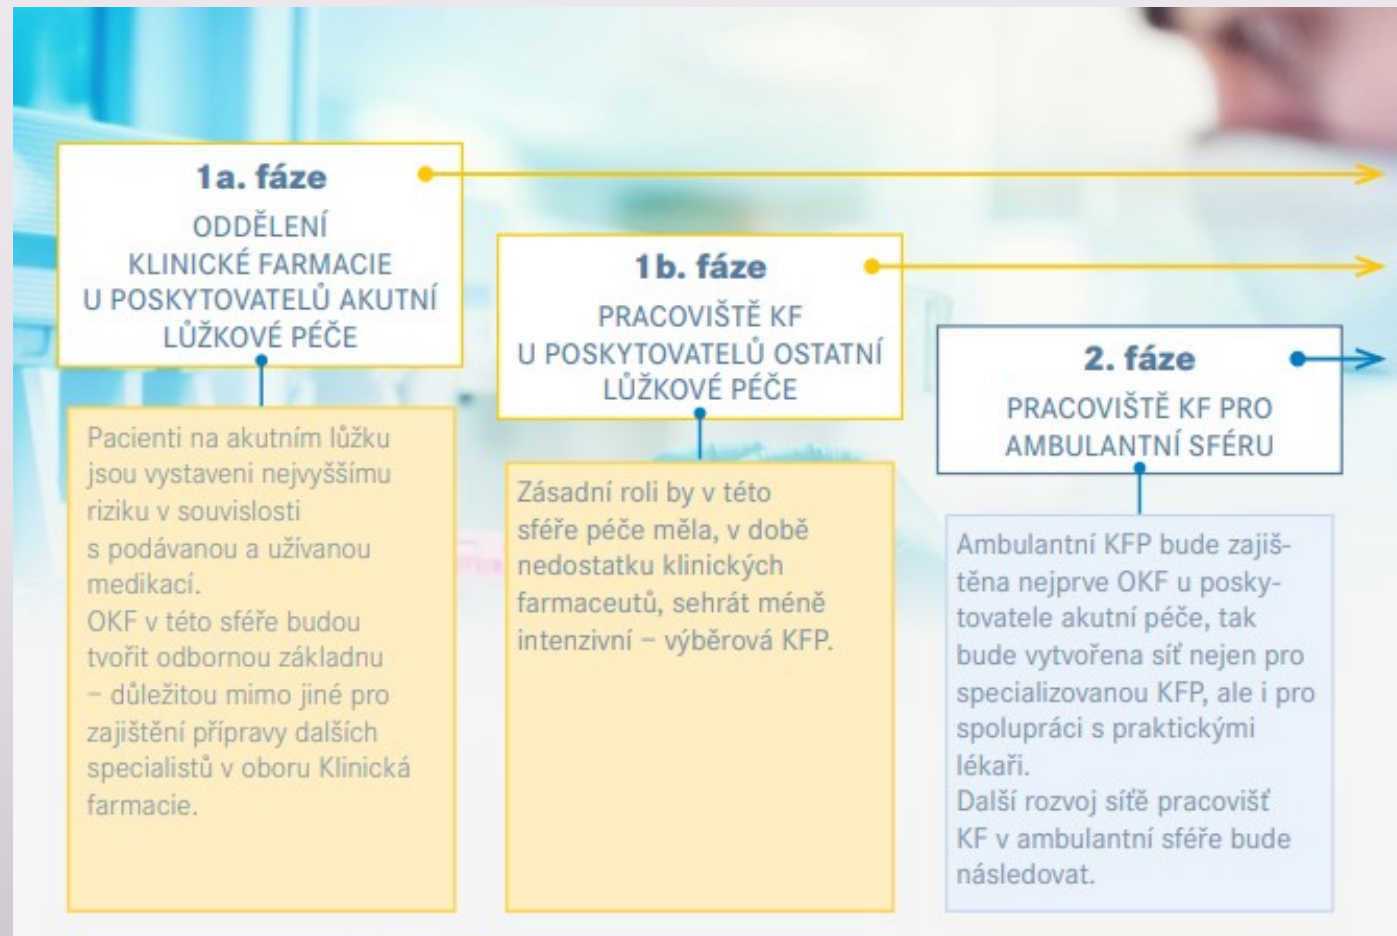 1a. fáze
ODDĚLENÍ
KLINICKÉ FARMACIE
U POSKYTOVATELŮ AKUTNÍ
LŮŽKOVÉ PÉČE
Pacienti na akutním lůžku
jsou vystaveni nejvyššímu
riziku v souvislosti
s podávanou a užívanou
medikací.
OKF v této sféře budou
tvořit odbornou základnu
– důležitou mimo jiné pro
zajištění přípravy dalších
specialistů v oboru Klinická
farmacie.
1b. fáze
PRACOVIŠTĚ KF
U POSKYTOVATELŮ OSTATNÍ
LŮŽKOVÉ PÉČE
Zásadní roli by v této
sféře péče měla, v době
nedostatku klinických
farmaceutů, sehrát méně
intenzivní – výběrová KFP.
2. fáze
PRACOVIŠTĚ KF PRO
AMBULANTNÍ SFÉRU
Ambulantní KFP bude zajiš-
těna nejprve OKF u posky-
tovatele akutní péče, tak
bude vytvořena síť nejen pro
specializovanou KFP, ale i pro
spolupráci s praktickými
lékaři.
Další rozvoj síťě pracovišť
KF v ambulantní sféře bude
následovat.